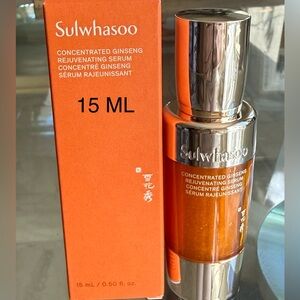 Sulwhasoo
CONCENTRATED GINSENG
REJUVENATING SERUM
CONCENTRÉ GINSENG
SÉRUM RAJEUNISSANT
15 ML
15 mL / 0.50 fl. oz.
Sulwhasoo
CONCENTRATED GINSENG
REJUVENATING SERUM
CONCENTRÉ GINSENG
SÉRUM RAJEUNISSANT